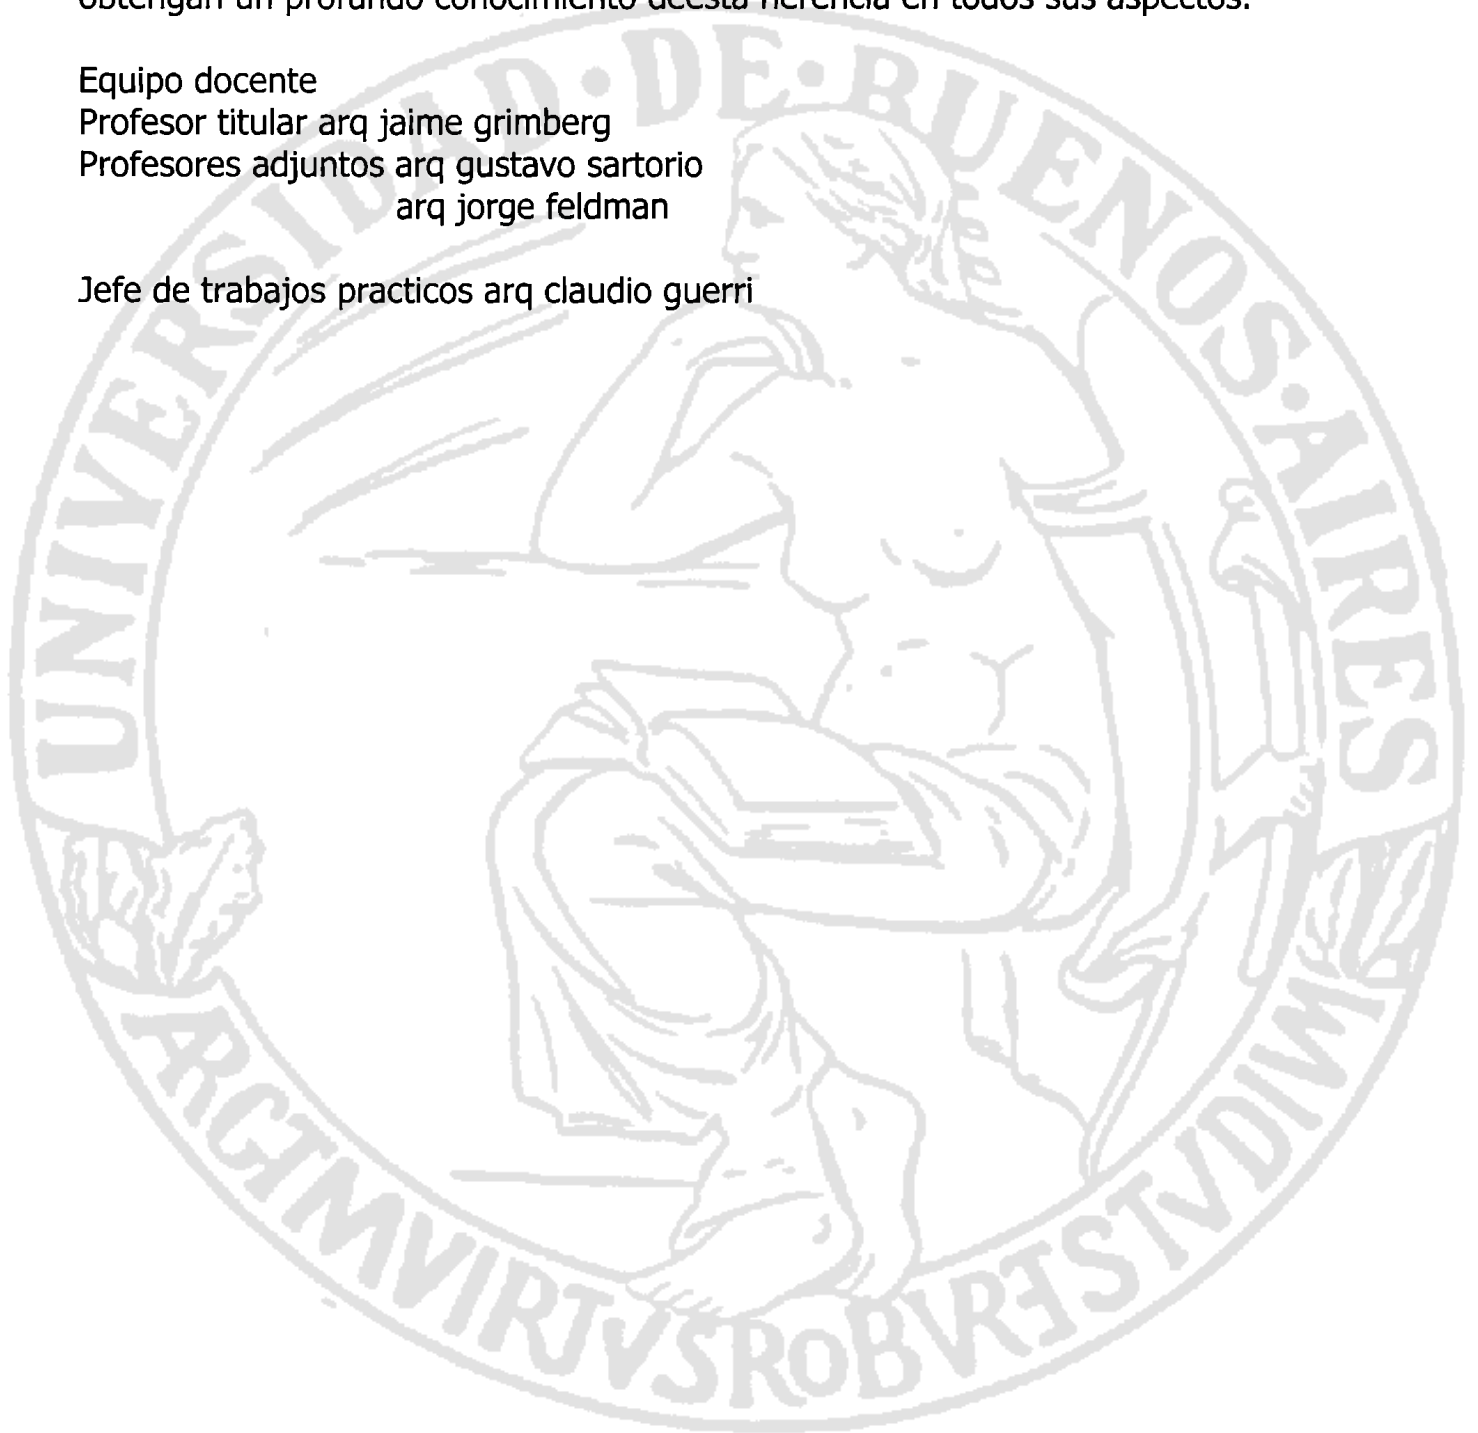 obtengan un profundo conocimiento deesta herencia en todos sus aspectos.
Equipo docente
Profesor titular arq jaime grimberg
Profesores adjuntos arq gustavo sartorio
arq jorge feldman
Jefe de trabajos practicos arq claudio guerri
UNIVERSIDAD·DE·BUENOS·AIRES
ARGTMVIRTVSROBVRETSTVDIVM